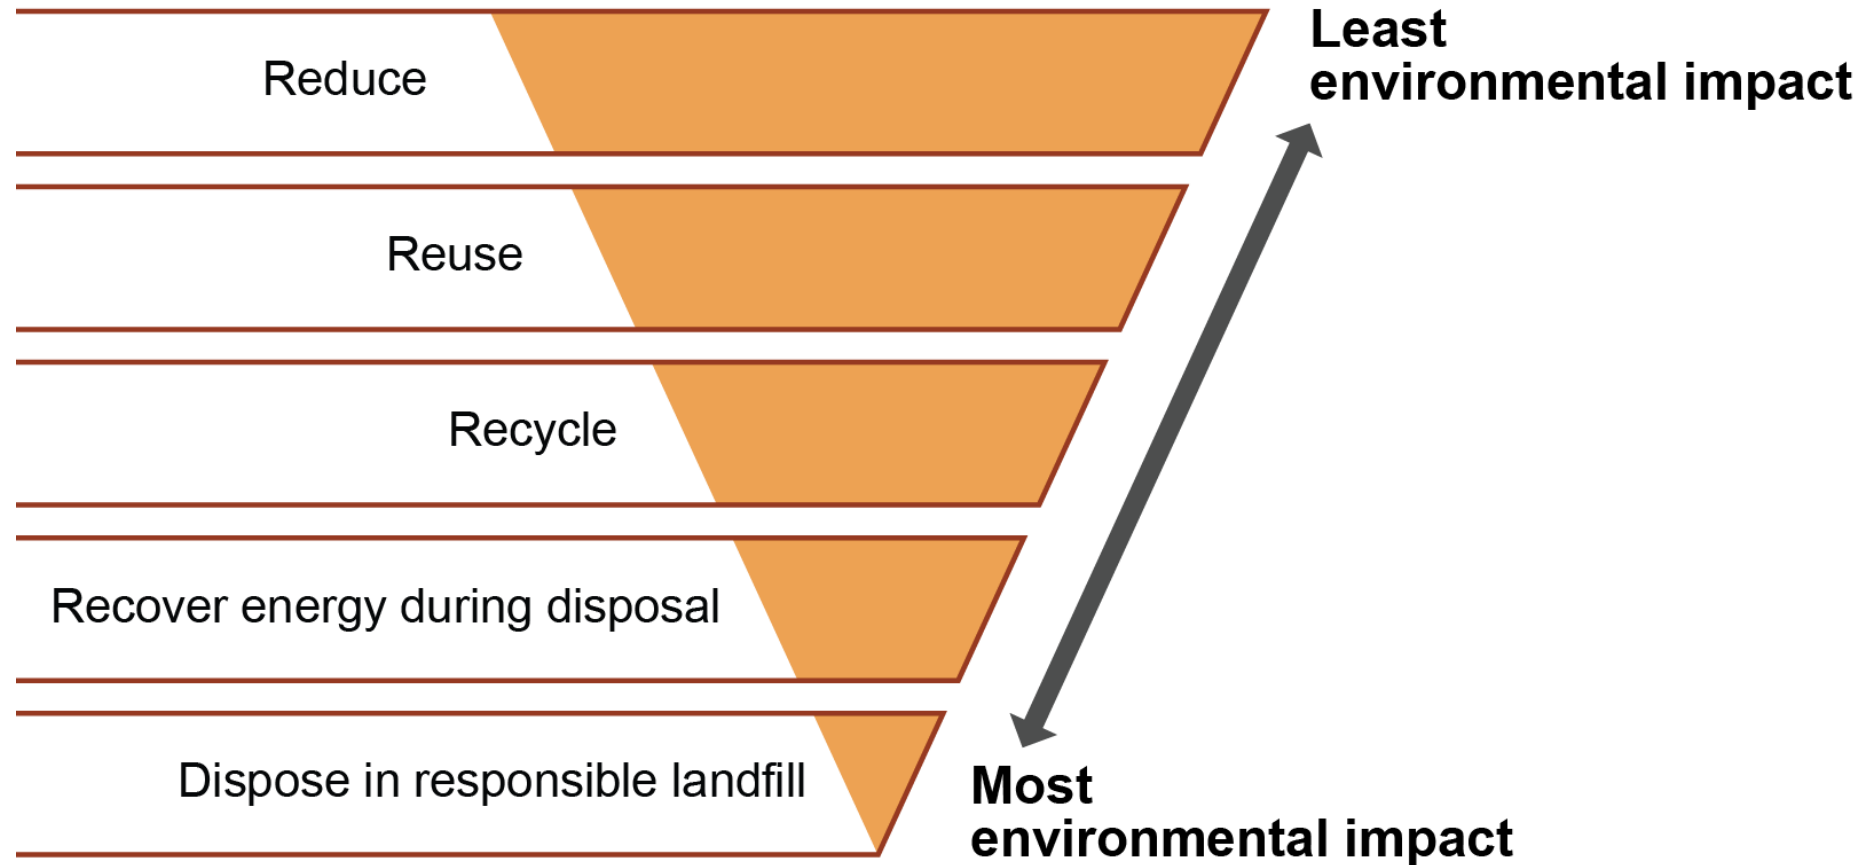 Reduce
Least
environmental impact
Reuse
Recycle
Recover energy during disposal
Dispose in responsible landfill
Most
environmental impact